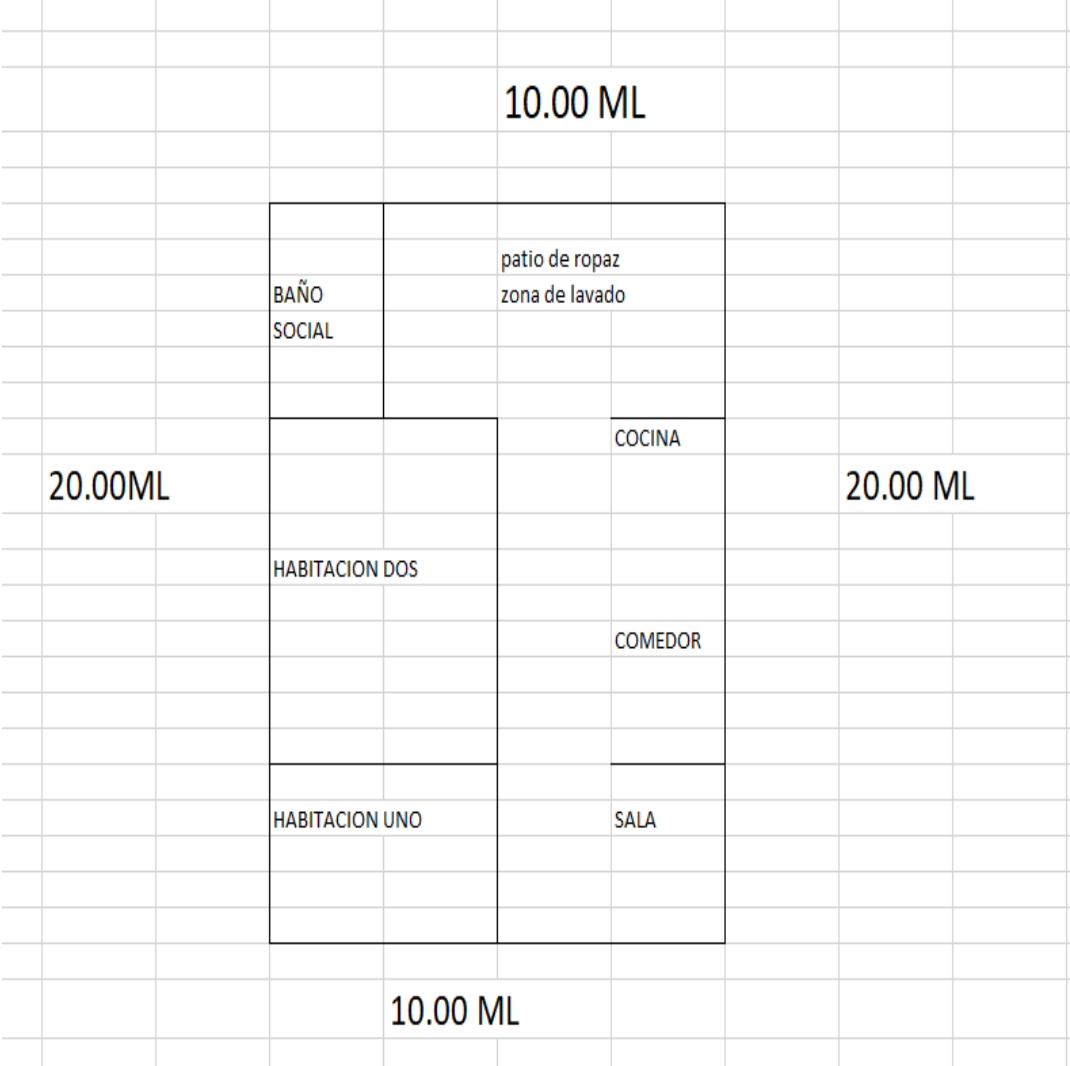 10.00 ML
patio de ropaz
zona de lavado
BAÑO
SOCIAL
COCINA
20.00ML
20.00 ML
HABITACION DOS
COMEDOR
HABITACION UNO
SALA
10.00 ML